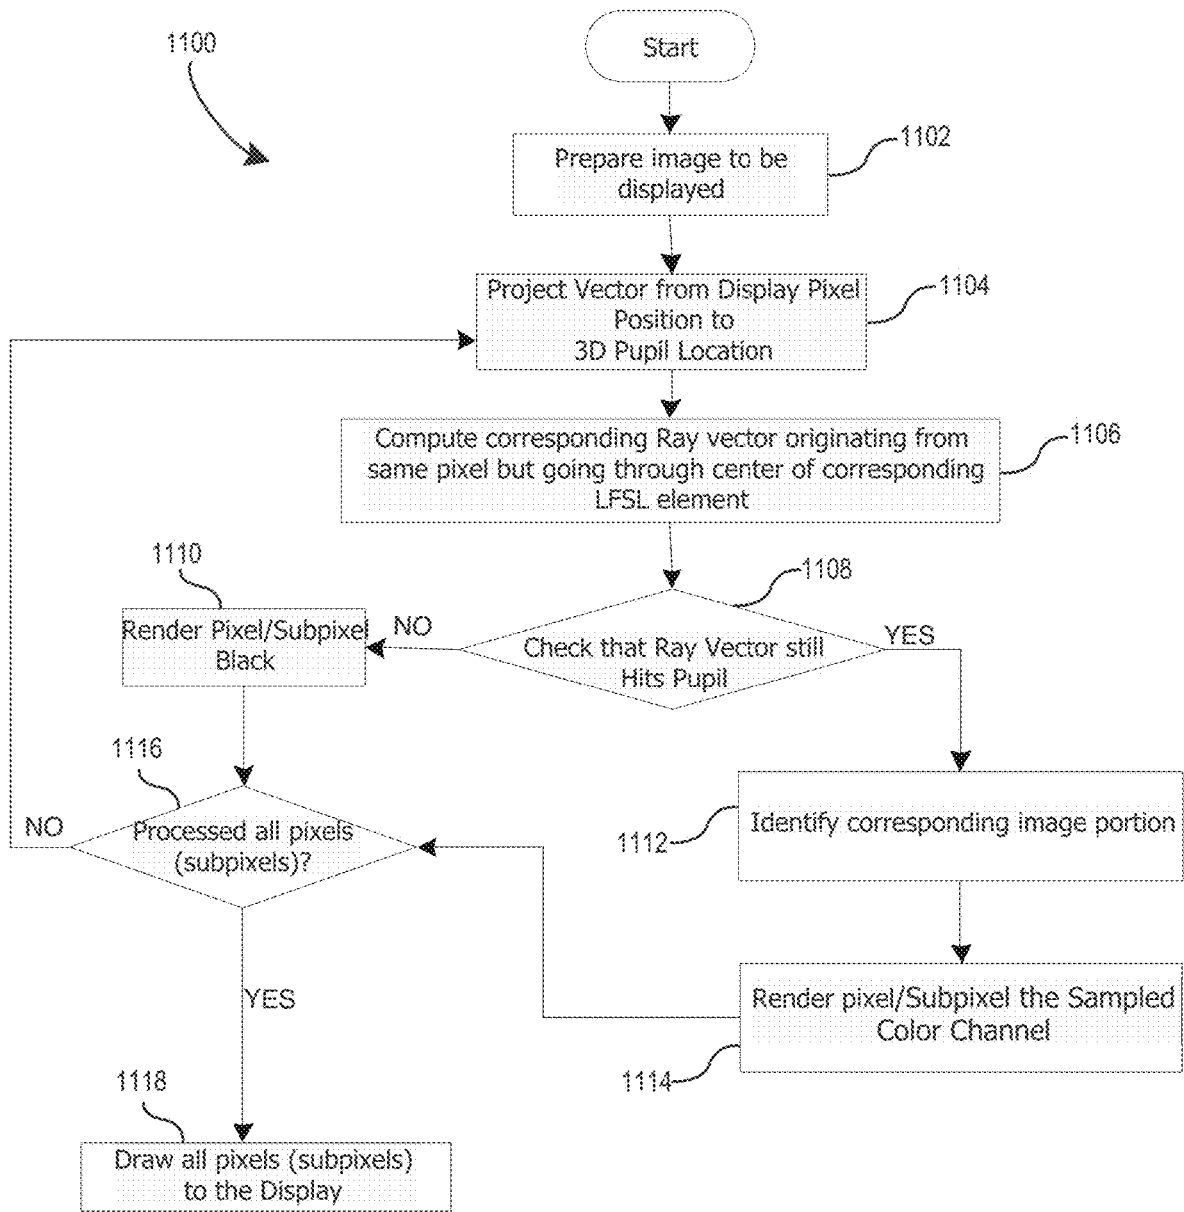 1100
Start
1102
Prepare image to be
displayed
1104
Project Vector from Display Pixel
Position to
3D Pupil Location
1106
Compute corresponding Ray vector originating from
same pixel but going through center of corresponding
LFSL element
1108
Check that Ray Vector still
Hits Pupil
NO
YES
1110
Render Pixel/Subpixel
Black
1112
Identify corresponding image portion
1114
Render pixel/Subpixel the Sampled
Color Channel
1116
Processed all pixels
(subpixels)?
NO
YES
1118
Draw all pixels (subpixels)
to the Display